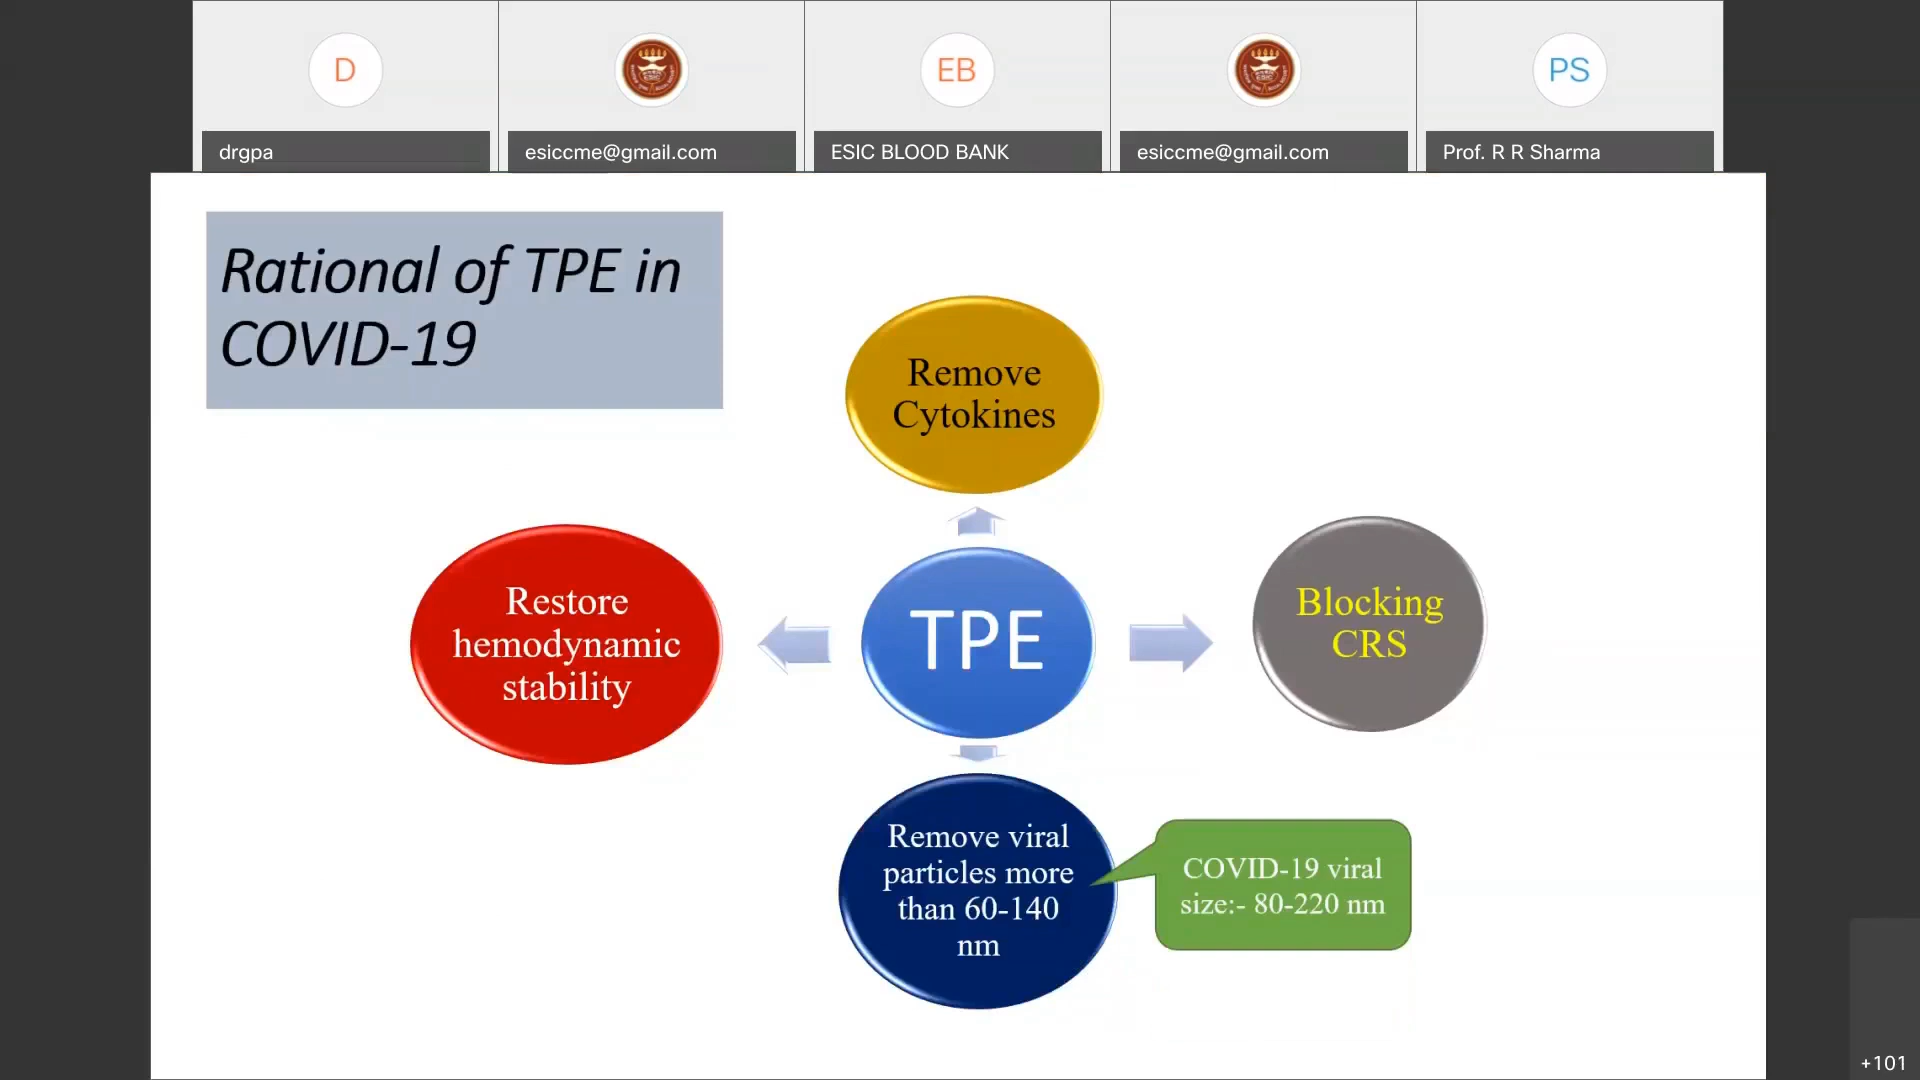 D
EB
PS
drgpa
esiccme@gmail.com
ESIC BLOOD BANK
esiccme@gmail.com
Prof. R R Sharma
Rational of TPE in
COVID-19
Remove
Cytokines
Restore
hemodynamic
stability
TPE
Blocking
CRS
Remove viral
particles more
than 60-140
nm
COVID-19 viral
size:- 80-220 nm
+101